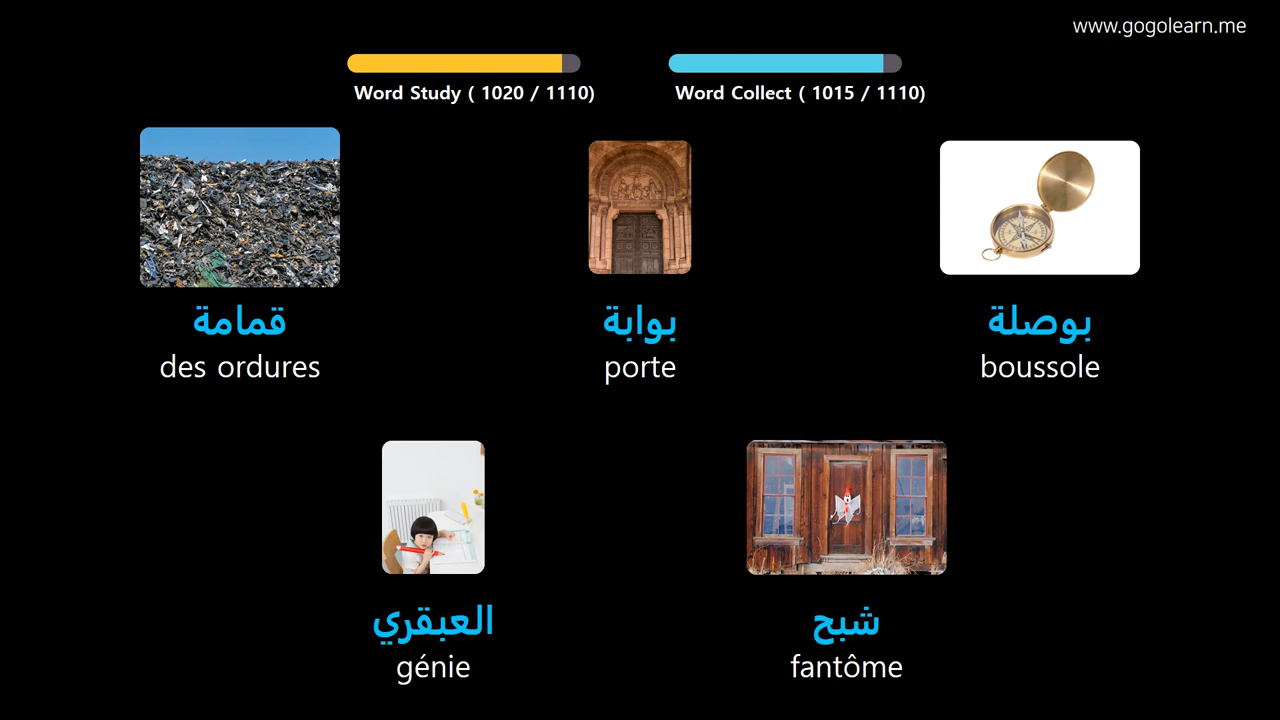 www.gogolearn.me
Word Study ( 1020 / 1110)
Word Collect ( 1015 / 1110)
قمامة
des ordures
بوابة
porte
بوصلة
boussole
العبقري
génie
شبح
fantôme